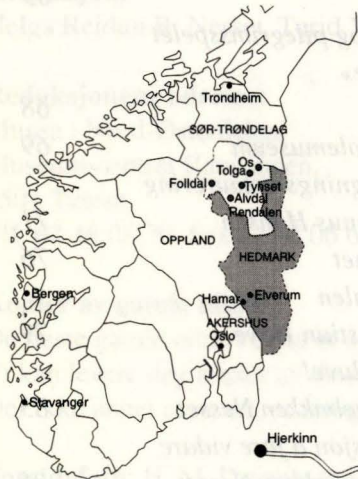 Trondheim
SØR-TRØNDELAG
Os
Tolga
Folldal
Tynset
Alvdal
Rendalen
OPPLAND
HEDMARK
Bergen
Hamar
Elverum
AKERSHUS
Oslo
Stavanger
Hjerkinn